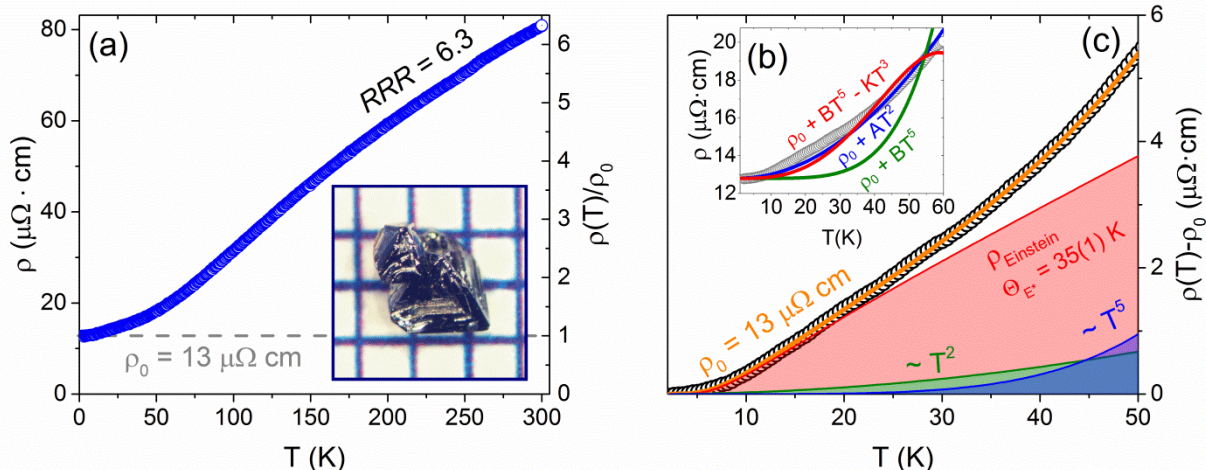 (a)
RRR = 6.3
ρ₀ = 13 μΩ cm
ρ (μΩ · cm)
80
60
40
20
0
0 50 100 150 200 250 300
T (K)
6
5
4
3
2
1
0
ρ(T)/ρ₀
(b)
ρ (μΩ·cm)
20
18
16
14
12
10 20 30 40 50 60
T(K)
ρ₀ + BT⁵ - KT³
ρ₀ + AT²
ρ₀ + BT⁵
(c)
ρ₀ = 13 μΩ cm
ρEinstein
ΘE* = 35(1) K
~ T²
~ T⁵
10 20 30 40 50
T (K)
6
4
2
0
ρ(T)-ρ₀ (μΩ·cm)